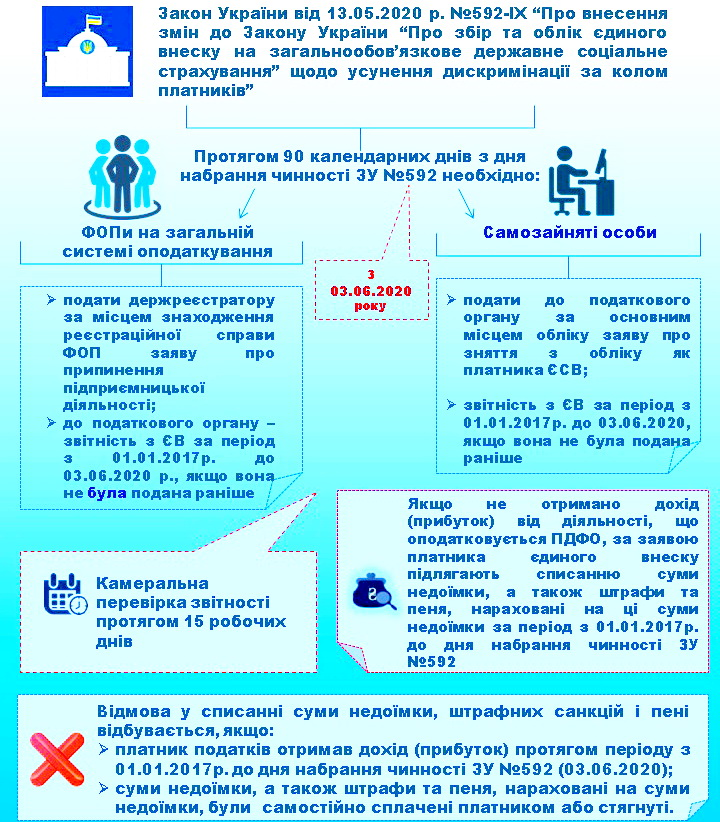 Закон України від 13.05.2020 р. №592-IX “Про внесення
змін до Закону України “Про збір та облік єдиного
внеску на загальнообов’язкове державне соціальне
страхування” щодо усунення дискримінації за колом
платників”
Протягом 90 календарних днів з дня
набрання чинності ЗУ №592 необхідно:
ФОПи на загальній
системі оподаткування
Самозайняті особи
З
03.06.2020
року
подати держреєстратору
за місцем знаходження
реєстраційної справи
ФОП заяву про
припинення
підприємницької
діяльності;
до податкового органу –
звітність з ЄВ за період
з 01.01.2017р. до
03.06.2020 р., якщо вона
не була подана раніше
подати до податкового
органу за основним
місцем обліку заяву про
зняття з обліку як
платника ЄСВ;
звітність з ЄВ за період з
01.01.2017р. до 03.06.2020,
якщо вона не була подана
раніше
Камеральна
перевірка звітності
протягом 15 робочих
днів
Якщо не отримано дохід
(прибуток) від діяльності, що
оподатковується ПДФО, за заявою
платника єдиного внеску
підлягають списанню суми
недоїмки, а також штрафи та
пеня, нараховані на ці суми
недоїмки за період з 01.01.2017р.
до дня набрання чинності ЗУ
№592
Відмова у списанні суми недоїмки, штрафних санкцій і пені
відбувається, якщо:
платник податків отримав дохід (прибуток) протягом періоду з
01.01.2017р. до дня набрання чинності ЗУ №592 (03.06.2020);
суми недоїмки, а також штрафи та пеня, нараховані на суми
недоїмки, були самостійно сплачені платником або стягнуті.